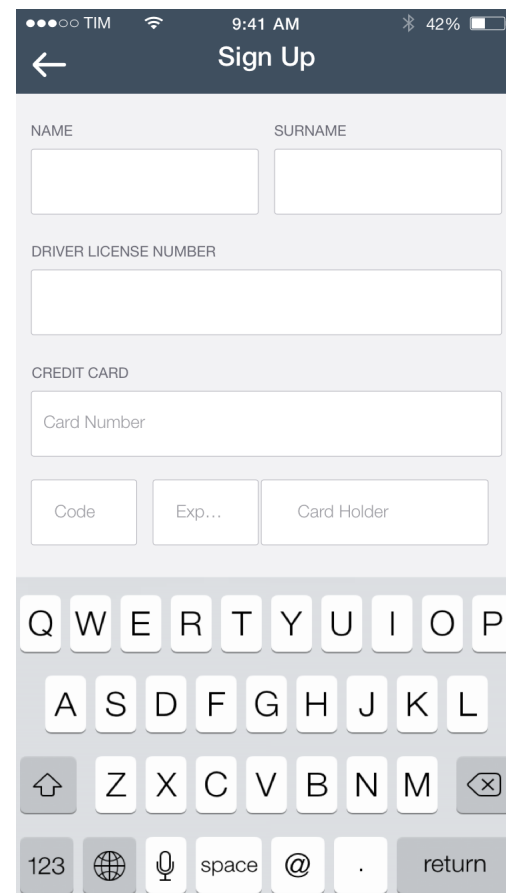 TIM 9:41 AM 42%
Sign Up
NAME SURNAME
DRIVER LICENSE NUMBER
CREDIT CARD
Card Number
Code Exp... Card Holder
Q W E R T Y U I O P
A S D F G H J K L
Z X C V B N M
123 space @ . return